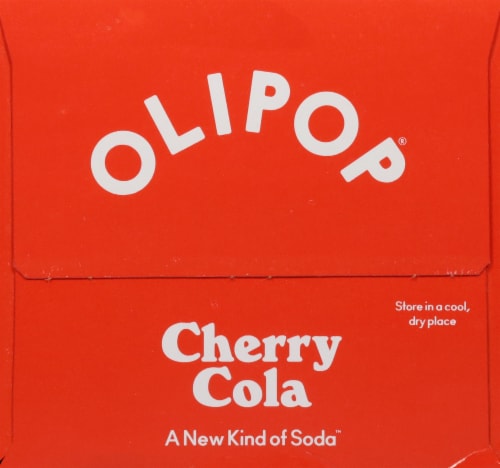 OLIPOP®
Store in a cool,
dry place
Cherry
Cola
A New Kind of Soda™